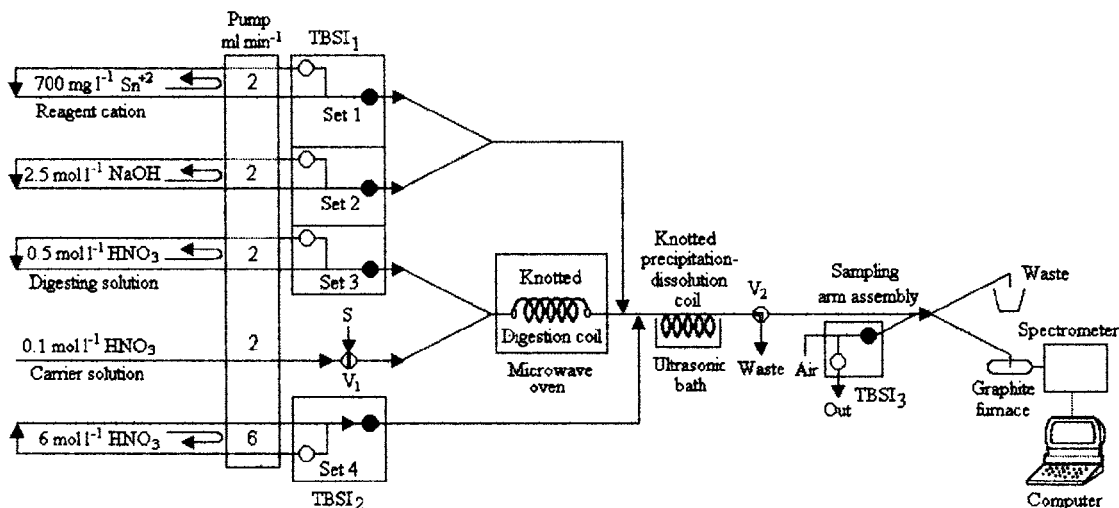 Pump
ml min⁻¹
TBSI₁
700 mg l⁻¹ Sn⁺²
2
Reagent cation
Set 1
2.5 mol l⁻¹ NaOH
2
Set 2
0.5 mol l⁻¹ HNO₃
2
Digesting solution
Set 3
S
0.1 mol l⁻¹ HNO₃
2
Carrier solution
V₁
6 mol l⁻¹ HNO₃
6
Set 4
TBSI₂
Knotted
Digestion coil
Microwave
oven
Knotted
precipitation-
dissolution
coil
V₂
Ultrasonic
bath
Waste
Sampling
arm assembly
Air
Out
TBSI₃
Waste
Spectrometer
Graphite
furnace
Computer